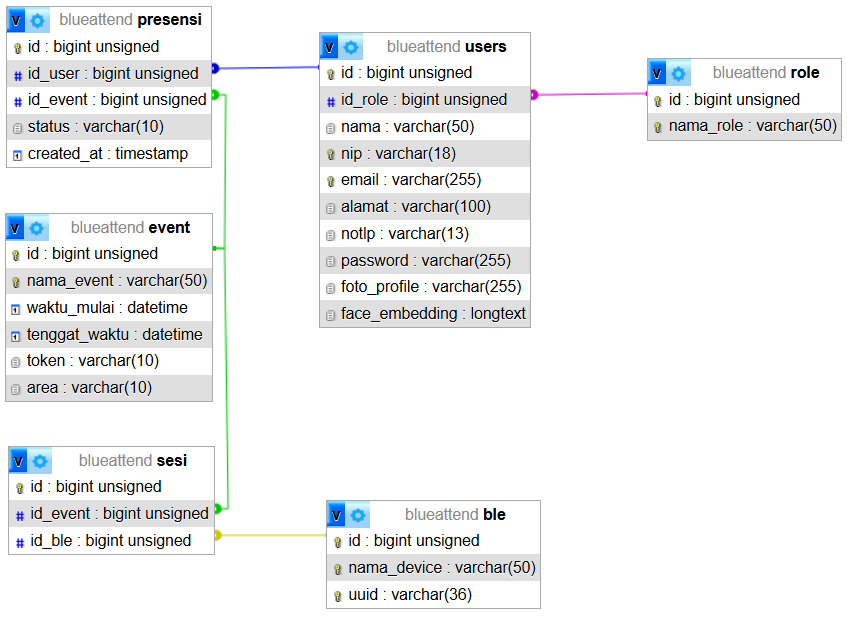 v blueattend presensi
id : bigint unsigned
# id_user : bigint unsigned
# id_event : bigint unsigned
status : varchar(10)
created_at : timestamp
v blueattend event
id : bigint unsigned
nama_event : varchar(50)
waktu_mulai : datetime
tenggat_waktu : datetime
token : varchar(10)
area : varchar(10)
v blueattend sesi
id : bigint unsigned
# id_event : bigint unsigned
# id_ble : bigint unsigned
v blueattend users
id : bigint unsigned
# id_role : bigint unsigned
nama : varchar(50)
nip : varchar(18)
email : varchar(255)
alamat : varchar(100)
notlp : varchar(13)
password : varchar(255)
foto_profile : varchar(255)
face_embedding : longtext
v blueattend ble
id : bigint unsigned
nama_device : varchar(50)
uuid : varchar(36)
v blueattend role
id : bigint unsigned
nama_role : varchar(50)